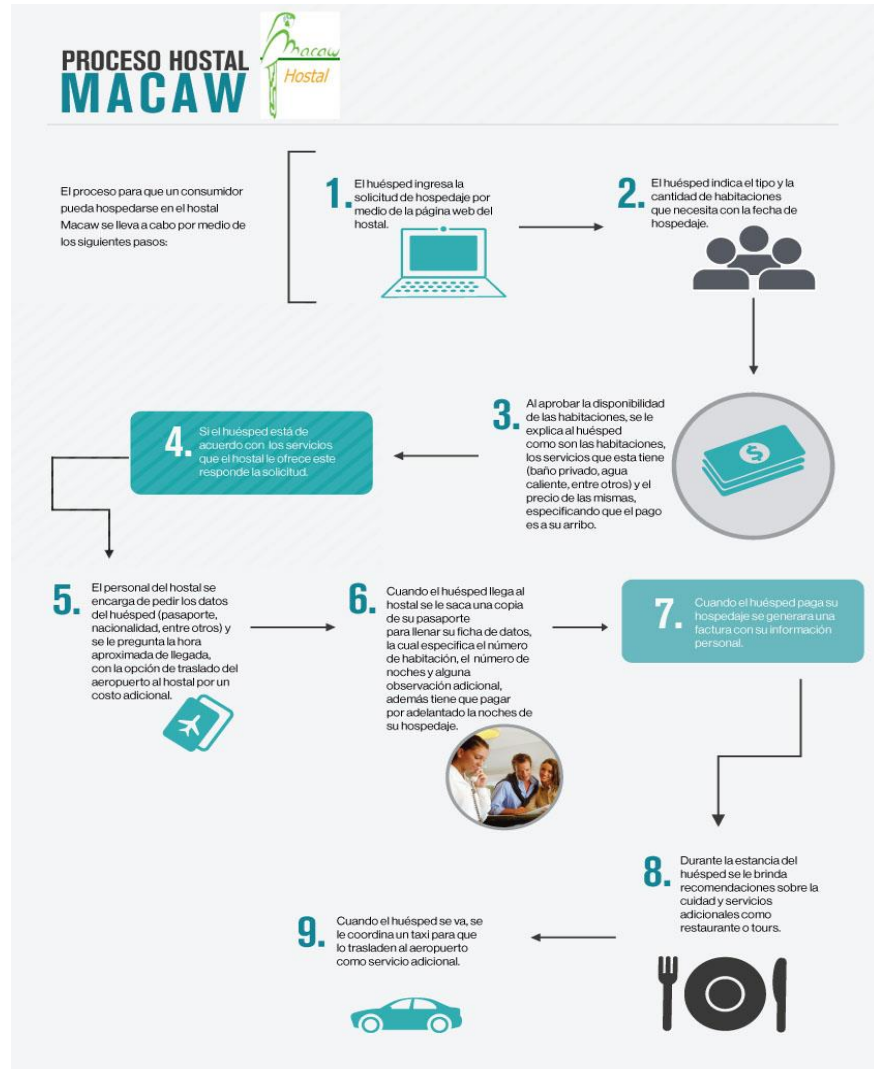 PROCESO HOSTAL
MACAW
Macaw
Hostal
El proceso para que un consumidor
pueda hospedarse en el hostal
Macaw se lleva a cabo por medio de
los siguientes pasos:
1.
El huésped ingresa la
solicitud de hospedaje por
medio de la página web del
hostal.
2.
El huésped indica el tipo y la
cantidad de habitaciones
que necesita con la fecha de
hospedaje.
3.
Al aprobar la disponibilidad
de las habitaciones, se le
explica al huésped
como son las habitaciones,
los servicios que esta tiene
(baño privado, agua
caliente, entre otros) y el
precio de las mismas,
especificando que el pago
es a su arribo.
$
4.
Si el huésped está de
acuerdo con los servicios
que el hostal le ofrece este
responde la solicitud.
5.
El personal del hostal se
encarga de pedir los datos
del huésped (pasaporte,
nacionalidad, entre otros) y
se le pregunta la hora
aproximada de llegada,
con la opción de traslado del
aeropuerto al hostal por un
costo adicional.
6.
Cuando el huésped llega al
hostal se le saca una copia
de su pasaporte
para llenar su ficha de datos,
la cual especifica el número
de habitación, el número de
noches y alguna
observación adicional,
además tiene que pagar
por adelantado la noches de
su hospedaje.
7.
Cuando el huésped paga su
hospedaje se generara una
factura con su información
personal.
8.
Durante la estancia del
huésped se le brinda
recomendaciones sobre la
cuidad y servicios
adicionales como
restaurante o tours.
9.
Cuando el huésped se va, se
le coordina un taxi para que
lo trasladen al aeropuerto
como servicio adicional.